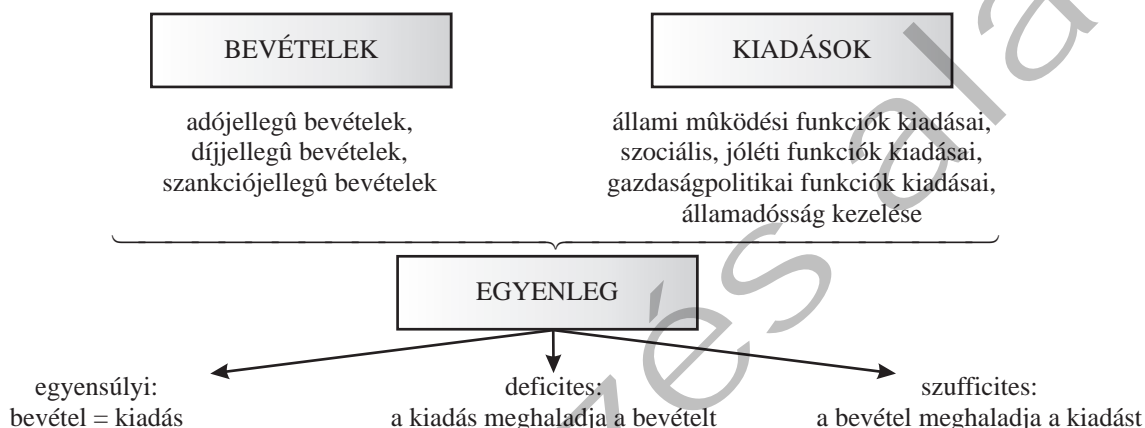 BEVÉTELEK
adójellegû bevételek,
díjjellegû bevételek,
szankciójellegû bevételek
KIADÁSOK
állami mûködési funkciók kiadásai,
szociális, jóléti funkciók kiadásai,
gazdaságpolitikai funkciók kiadásai,
államadósság kezelése
EGYENLEG
egyensúlyi:
bevétel = kiadás
deficites:
a kiadás meghaladja a bevételt
szufficites:
a bevétel meghaladja a kiadást